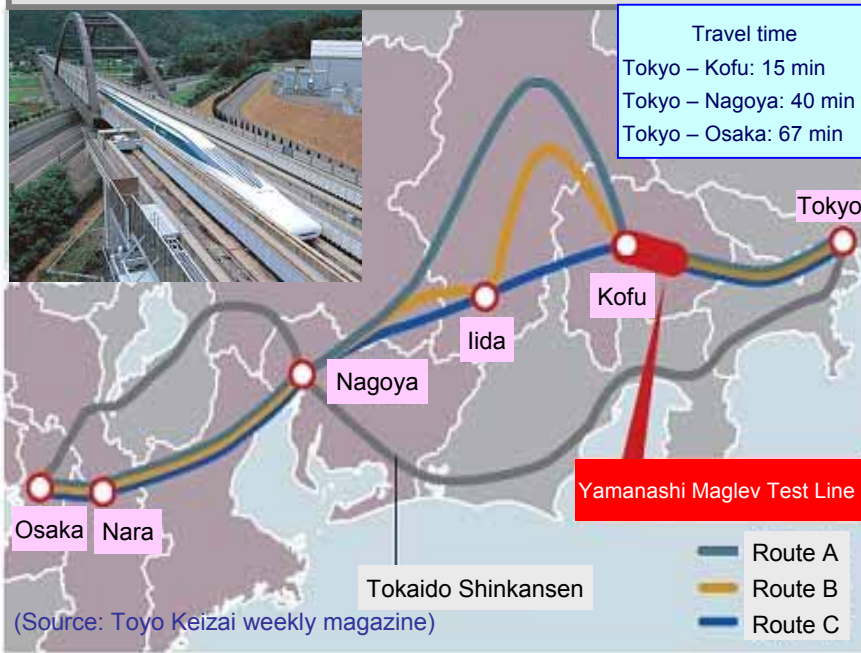 Travel time
Tokyo – Kofu: 15 min
Tokyo – Nagoya: 40 min
Tokyo – Osaka: 67 min
Tokyo
Kofu
Iida
Nagoya
Yamanashi Maglev Test Line
Osaka
Nara
Tokaido Shinkansen
Route A
Route B
Route C
(Source: Toyo Keizai weekly magazine)